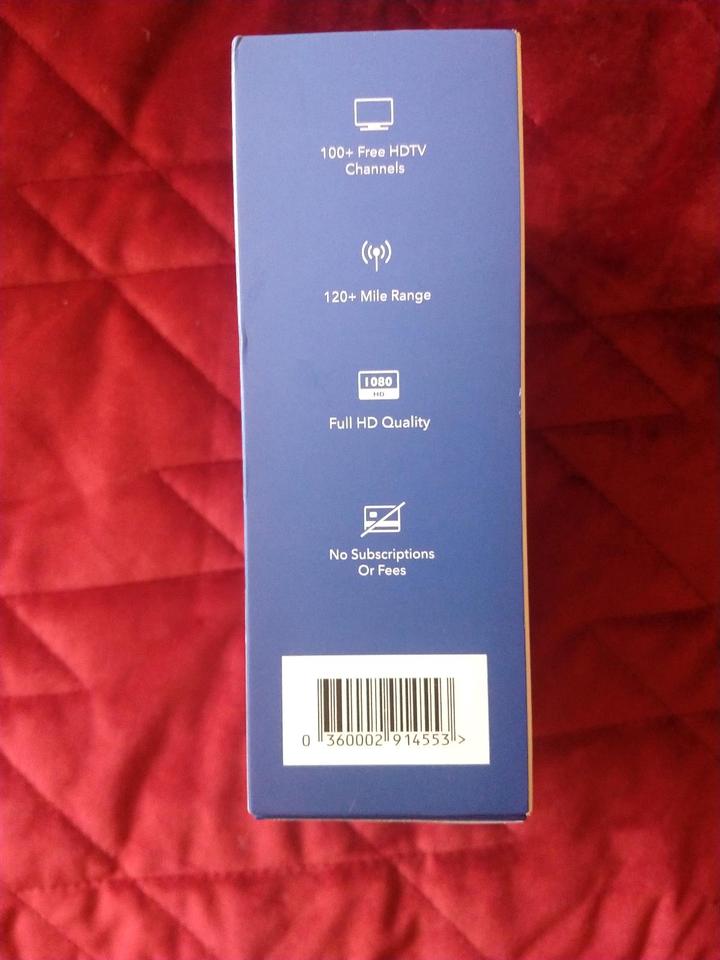 100+ Free HDTV
Channels
120+ Mile Range
1080
HD
Full HD Quality
No Subscriptions
Or Fees
0 360002 914553 >